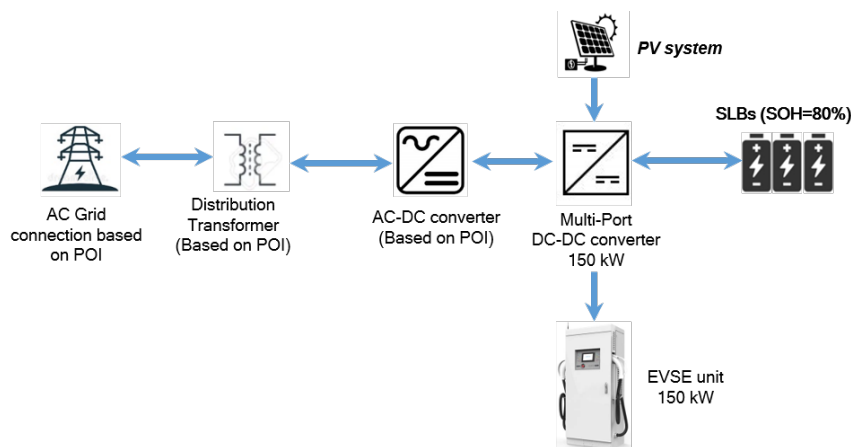 PV system
SLBs (SOH=80%)
AC Grid
connection based
on POI
Distribution
Transformer
(Based on POI)
AC-DC converter
(Based on POI)
Multi-Port
DC-DC converter
150 kW
EVSE unit
150 kW